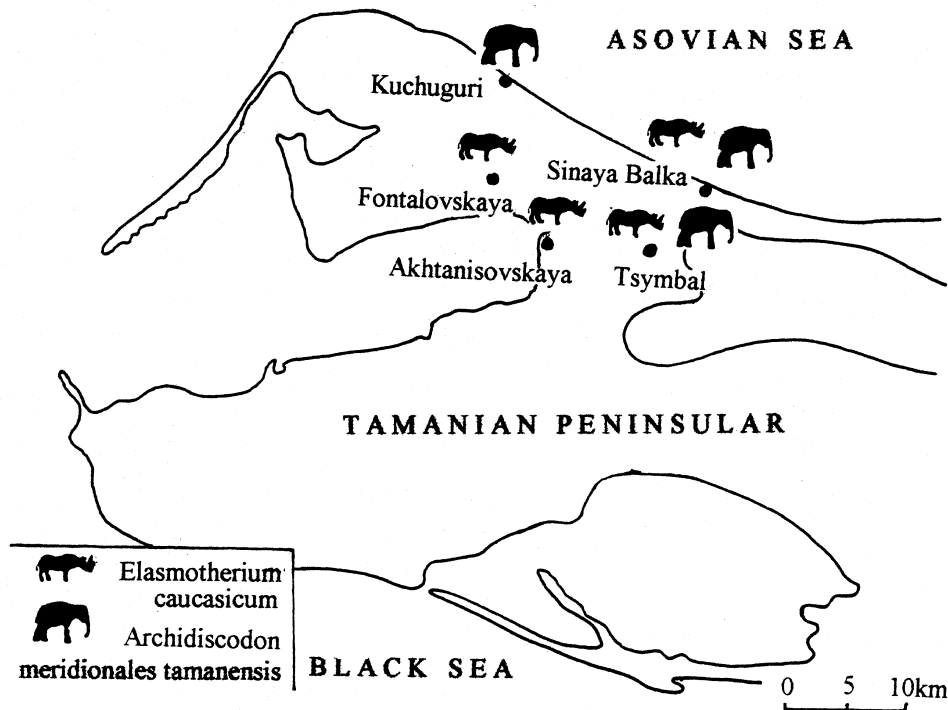 ASOVIAN SEA
Kuchuguri
Sinaya Balka
Fontalovskaya
Akhtanisovskaya
Tsymbal
TAMANIAN PENINSULAR
Elasmotherium
caucasicum
Archidiscodon
meridionales tamanensis
BLACK SEA
0 5 10km